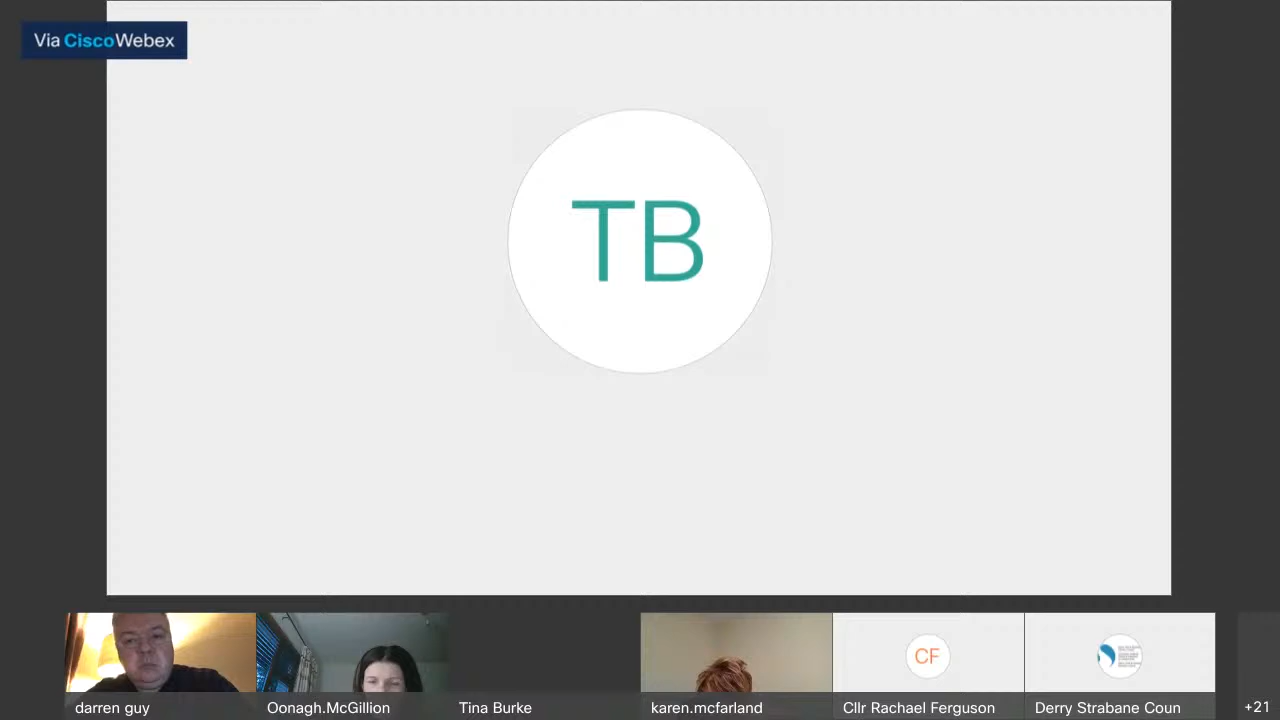 Via CiscoWebex
TB
darren guy
Oonagh.McGillion
Tina Burke
karen.mcfarland
CF
Cllr Rachael Ferguson
Derry Strabane Coun
+21